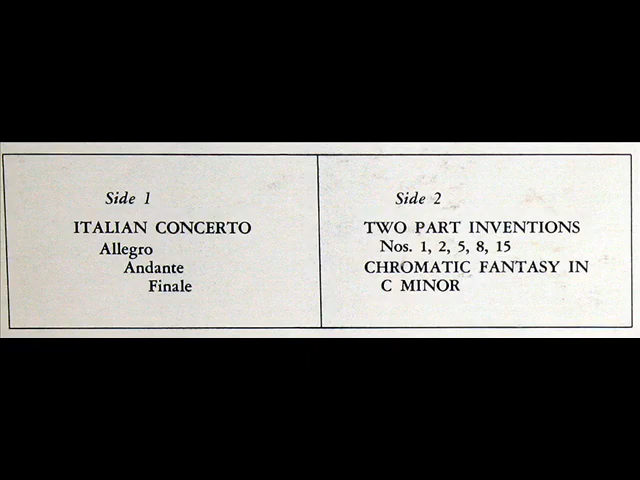 Side 1
ITALIAN CONCERTO
Allegro
Andante
Finale
Side 2
TWO PART INVENTIONS
Nos. 1, 2, 5, 8, 15
CHROMATIC FANTASY IN
C MINOR